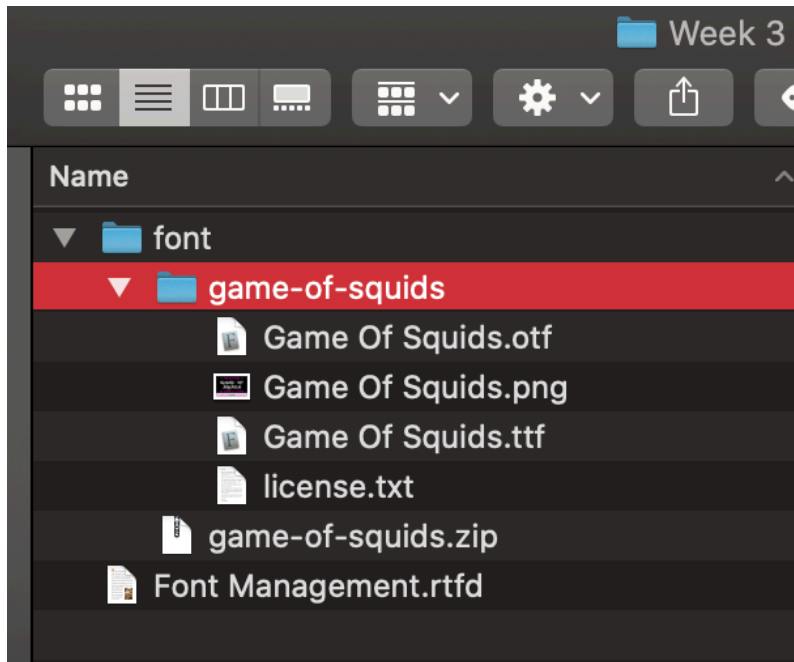 Week 3
Name
font
game-of-squids
Game Of Squids.otf
Game Of Squids.png
Game Of Squids.ttf
license.txt
game-of-squids.zip
Font Management.rtfd